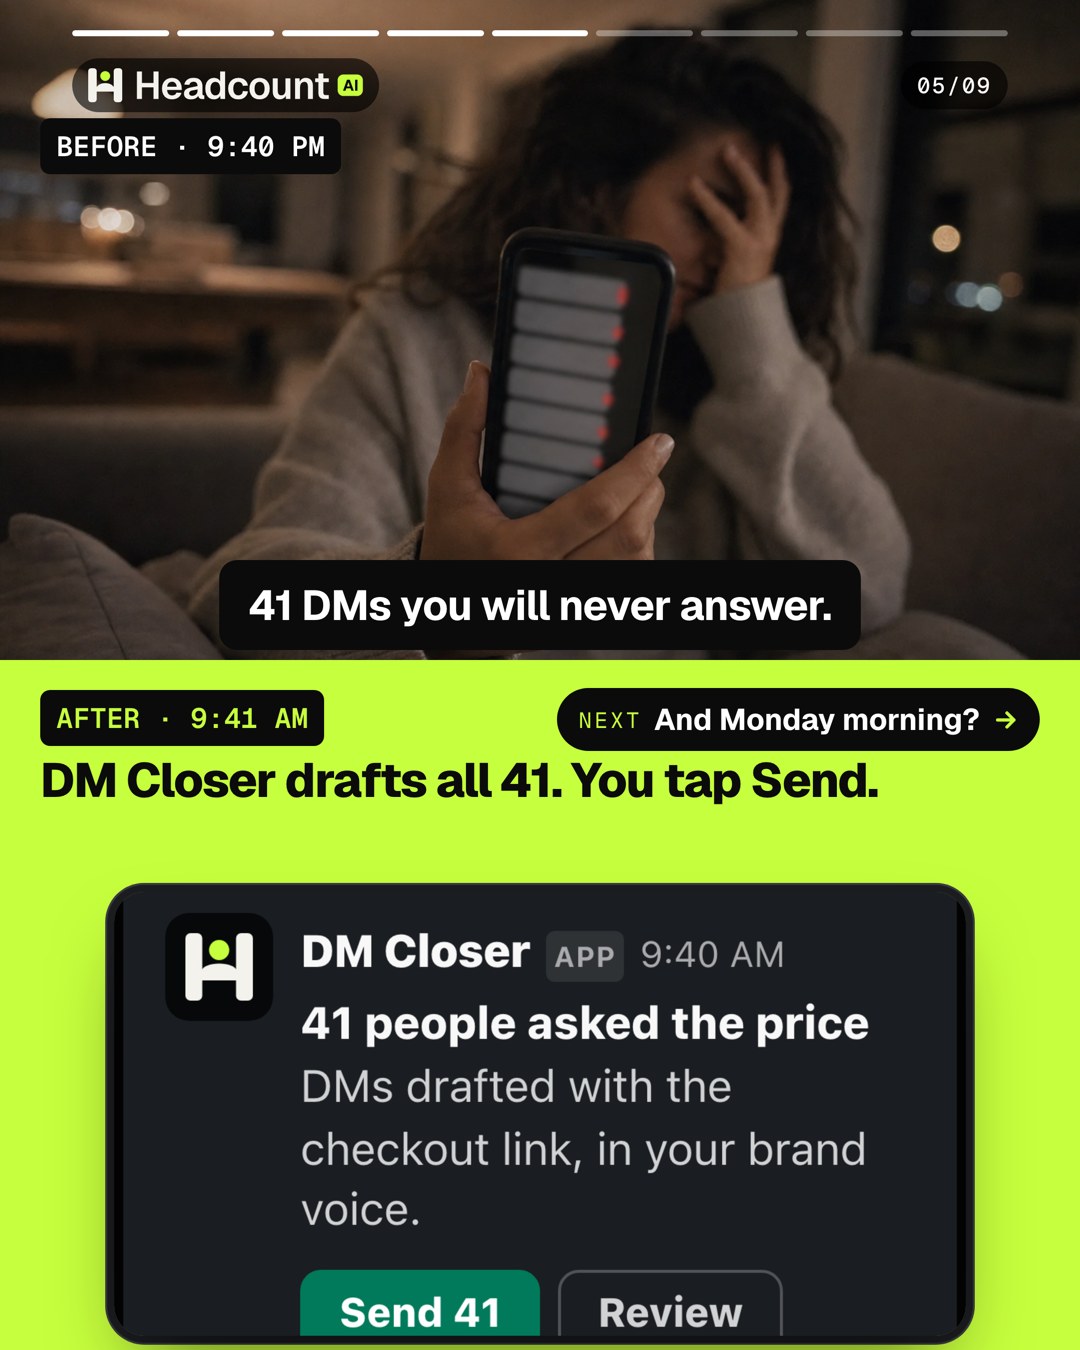 Headcount AI
05/09
BEFORE · 9:40 PM
41 DMs you will never answer.
AFTER · 9:41 AM
NEXT And Monday morning? →
DM Closer drafts all 41. You tap Send.
DM Closer APP 9:40 AM
41 people asked the price
DMs drafted with the
checkout link, in your brand
voice.
Send 41
Review